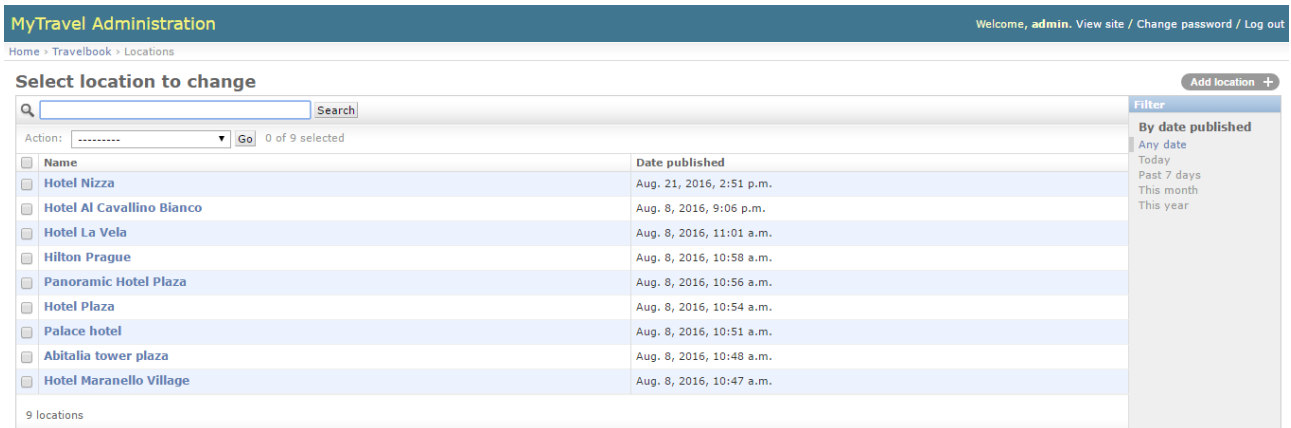 MyTravel Administration
Welcome, admin. View site / Change password / Log out
Home › Travelbook › Locations
Select location to change
Add location +
Search
Action: --------- Go 0 of 9 selected
Name Date published
Hotel Nizza Aug. 21, 2016, 2:51 p.m.
Hotel Al Cavallino Bianco Aug. 8, 2016, 9:06 p.m.
Hotel La Vela Aug. 8, 2016, 11:01 a.m.
Hilton Prague Aug. 8, 2016, 10:58 a.m.
Panoramic Hotel Plaza Aug. 8, 2016, 10:56 a.m.
Hotel Plaza Aug. 8, 2016, 10:54 a.m.
Palace hotel Aug. 8, 2016, 10:51 a.m.
Abitalia tower plaza Aug. 8, 2016, 10:48 a.m.
Hotel Maranello Village Aug. 8, 2016, 10:47 a.m.
9 locations
Filter
By date published
Any date
Today
Past 7 days
This month
This year